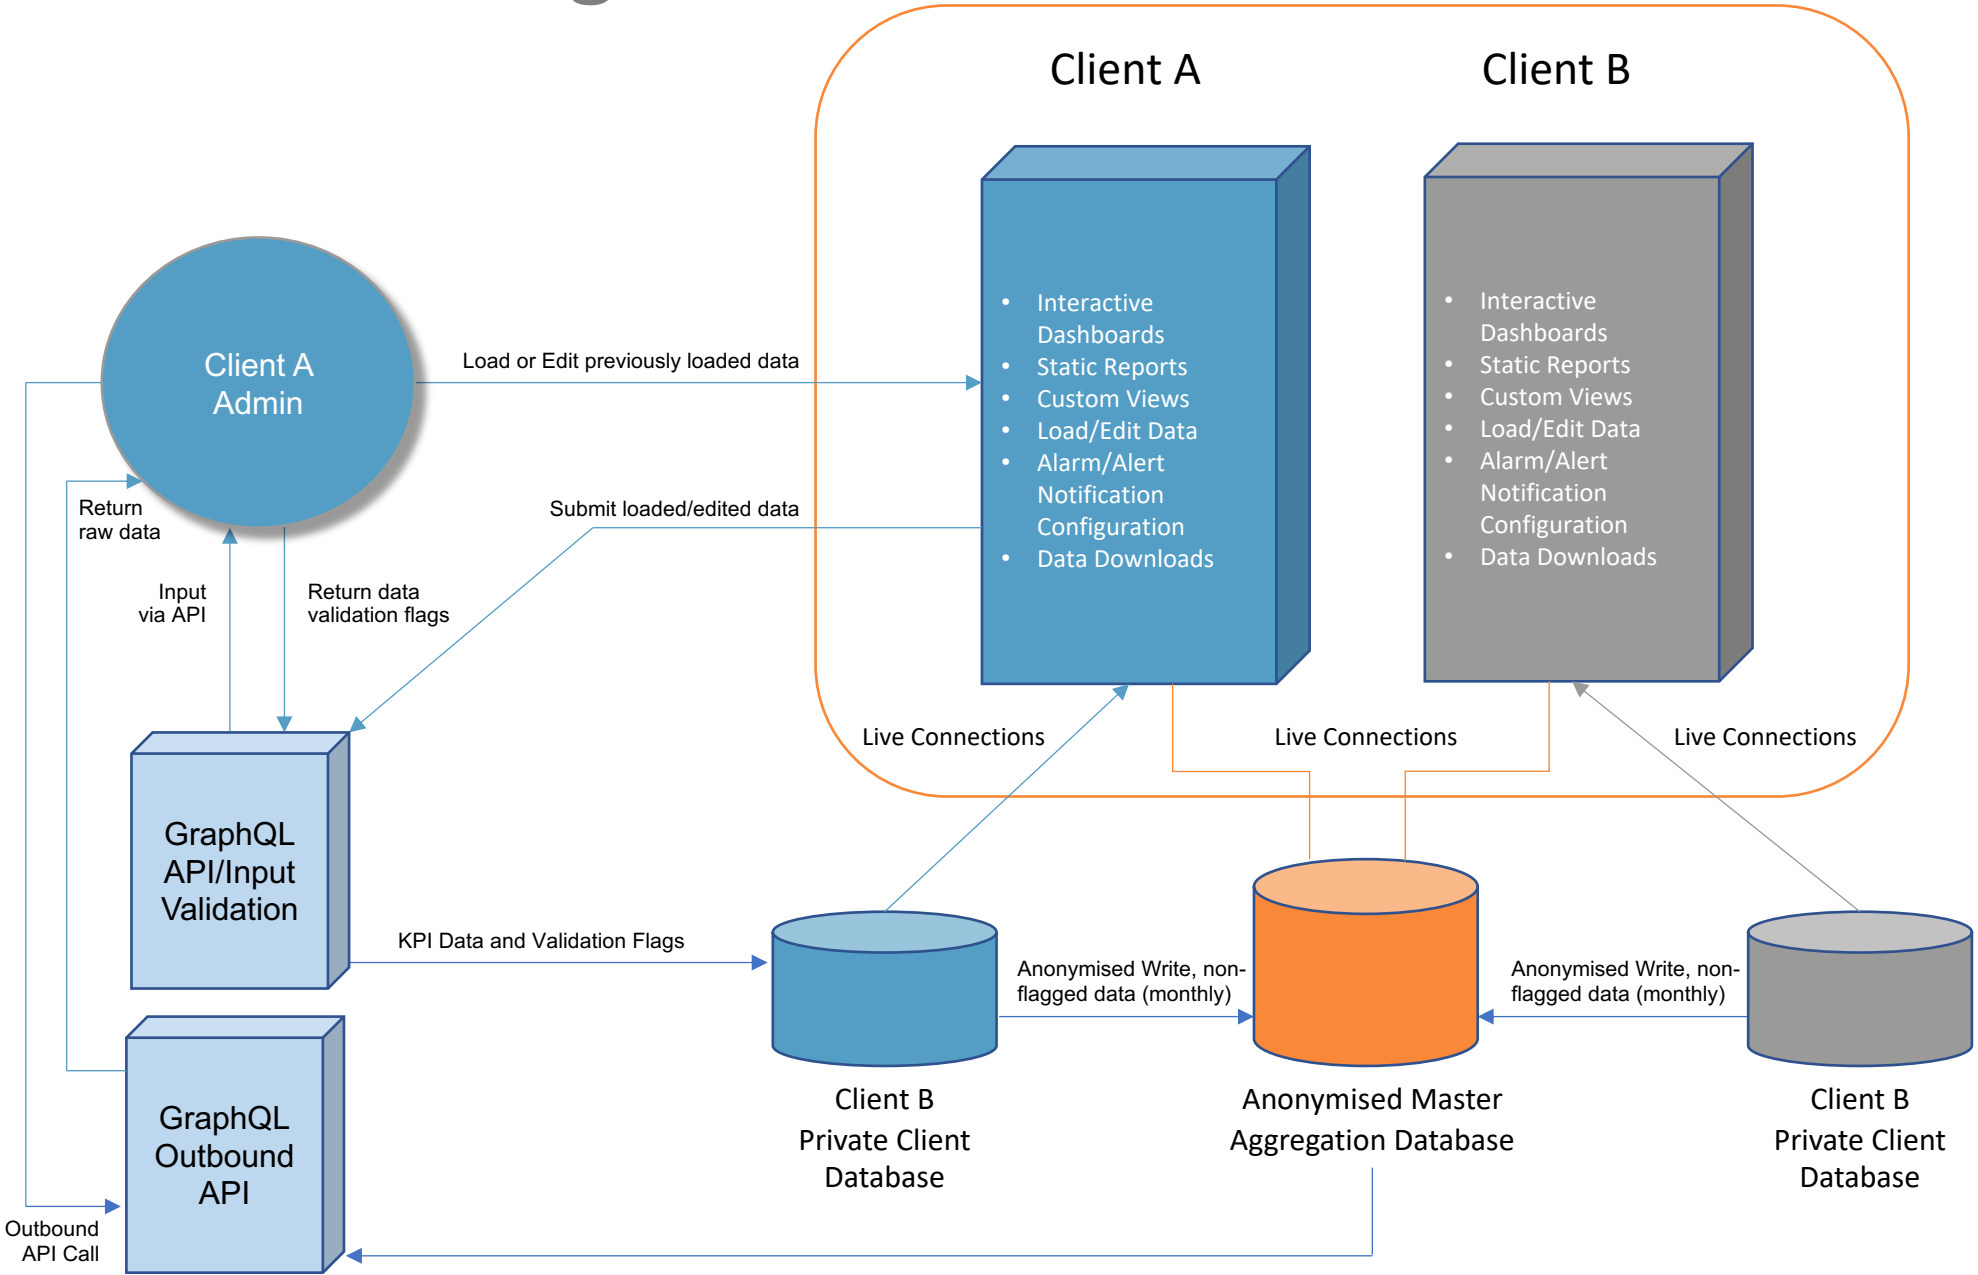 Client A
Client B
• Interactive
Dashboards
• Static Reports
• Custom Views
• Load/Edit Data
• Alarm/Alert
Notification
Configuration
• Data Downloads
• Interactive
Dashboards
• Static Reports
• Custom Views
• Load/Edit Data
• Alarm/Alert
Notification
Configuration
• Data Downloads
Client A
Admin
Load or Edit previously loaded data
Return
raw data
Submit loaded/edited data
Input
via API
Return data
validation flags
Live Connections
Live Connections
Live Connections
GraphQL
API/Input
Validation
KPI Data and Validation Flags
Anonymised Write, non-
flagged data (monthly)
Anonymised Write, non-
flagged data (monthly)
GraphQL
Outbound
API
Client B
Private Client
Database
Anonymised Master
Aggregation Database
Client B
Private Client
Database
Outbound
API Call